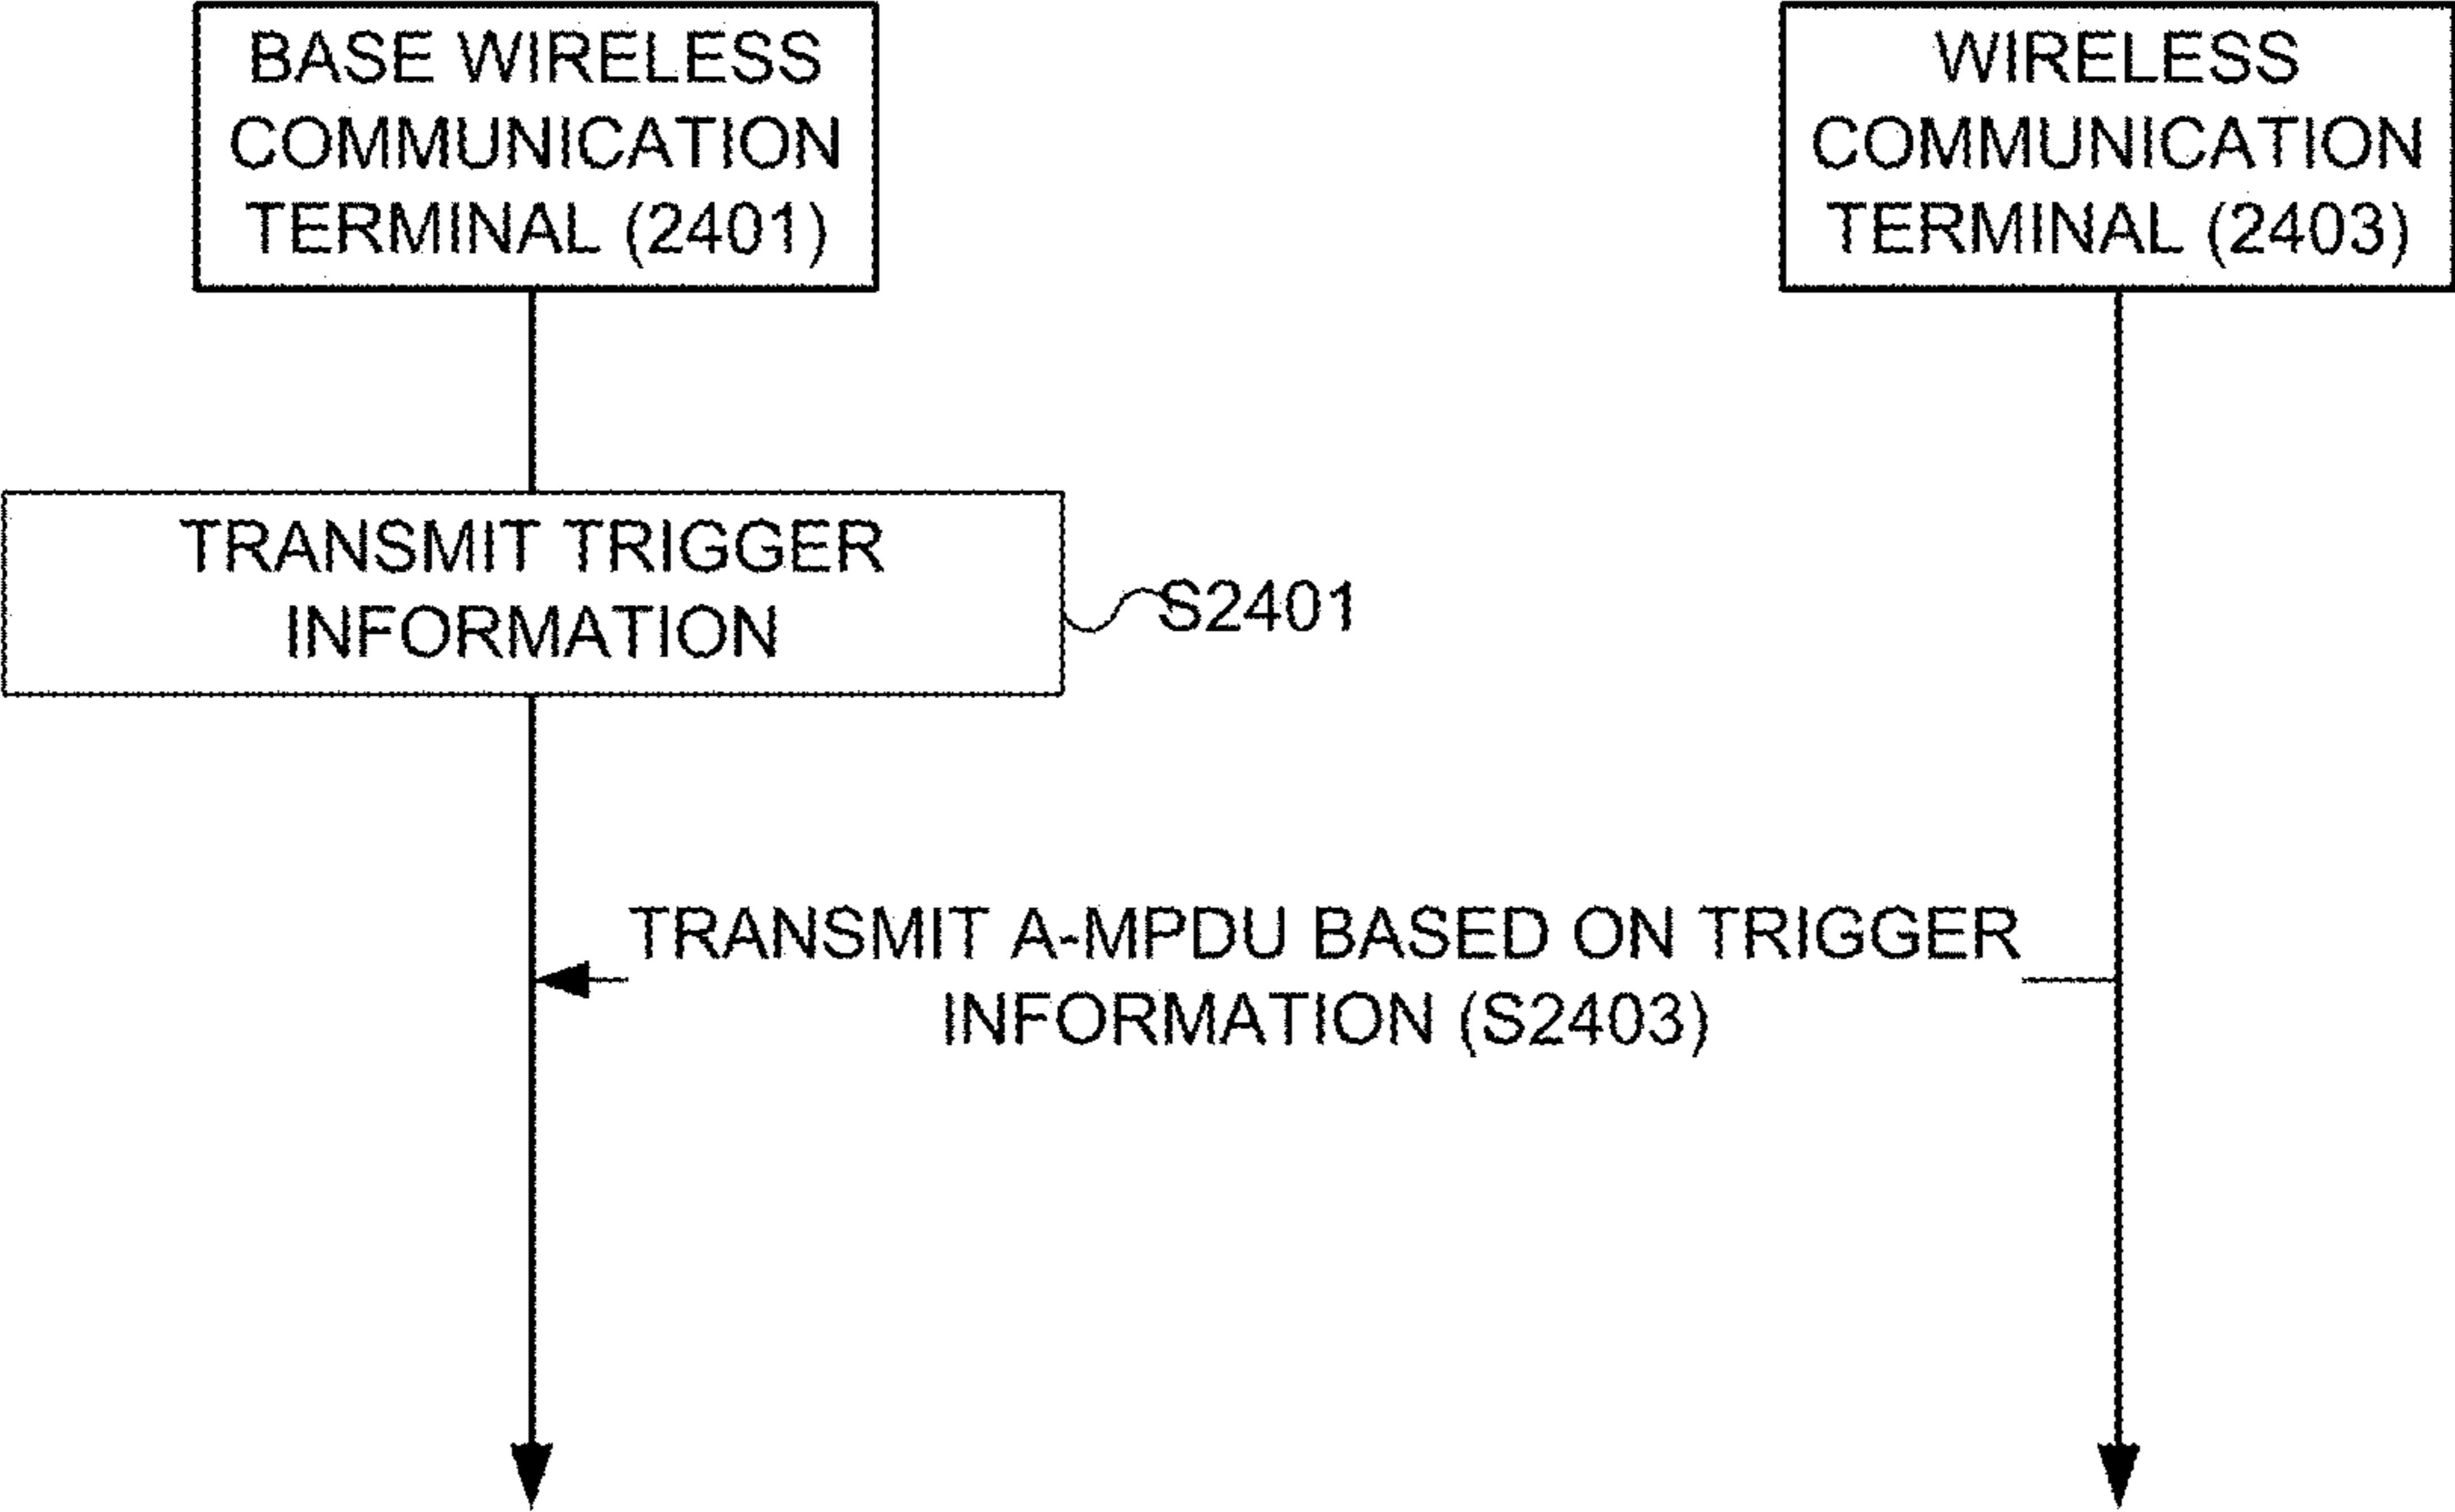 BASE WIRELESS
COMMUNICATION
TERMINAL (2401)
WIRELESS
COMMUNICATION
TERMINAL (2403)
TRANSMIT TRIGGER
INFORMATION
S2401
TRANSMIT A-MPDU BASED ON TRIGGER
INFORMATION (S2403)